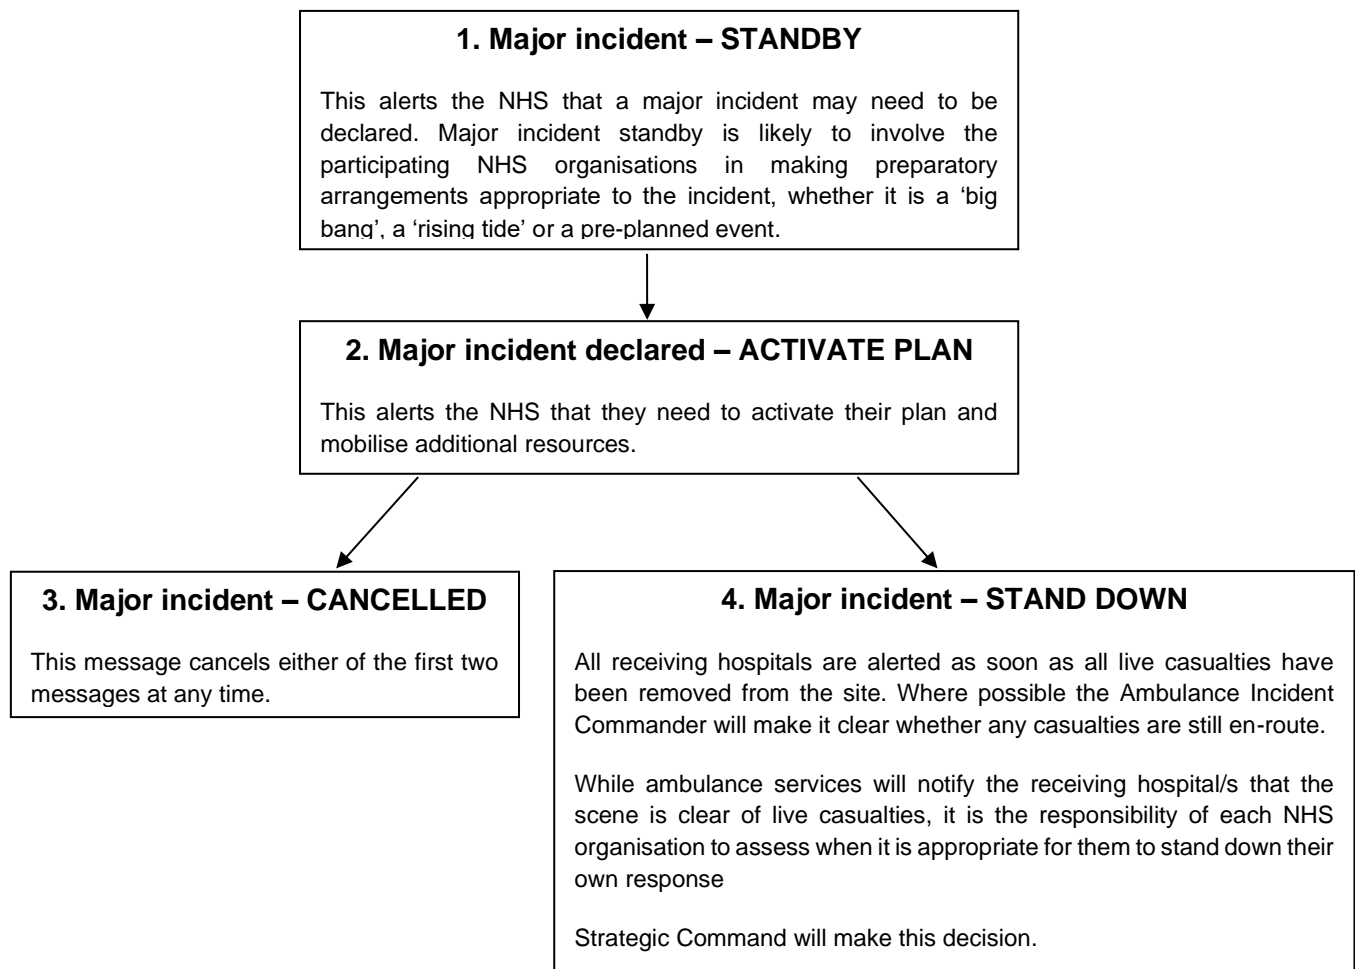 1. Major incident – STANDBY
This alerts the NHS that a major incident may need to be
declared. Major incident standby is likely to involve the
participating NHS organisations in making preparatory
arrangements appropriate to the incident, whether it is a ‘big
bang’, a ‘rising tide’ or a pre-planned event.
2. Major incident declared – ACTIVATE PLAN
This alerts the NHS that they need to activate their plan and
mobilise additional resources.
3. Major incident – CANCELLED
This message cancels either of the first two
messages at any time.
4. Major incident – STAND DOWN
All receiving hospitals are alerted as soon as all live casualties have
been removed from the site. Where possible the Ambulance Incident
Commander will make it clear whether any casualties are still en-route.
While ambulance services will notify the receiving hospital/s that the
scene is clear of live casualties, it is the responsibility of each NHS
organisation to assess when it is appropriate for them to stand down their
own response
Strategic Command will make this decision.